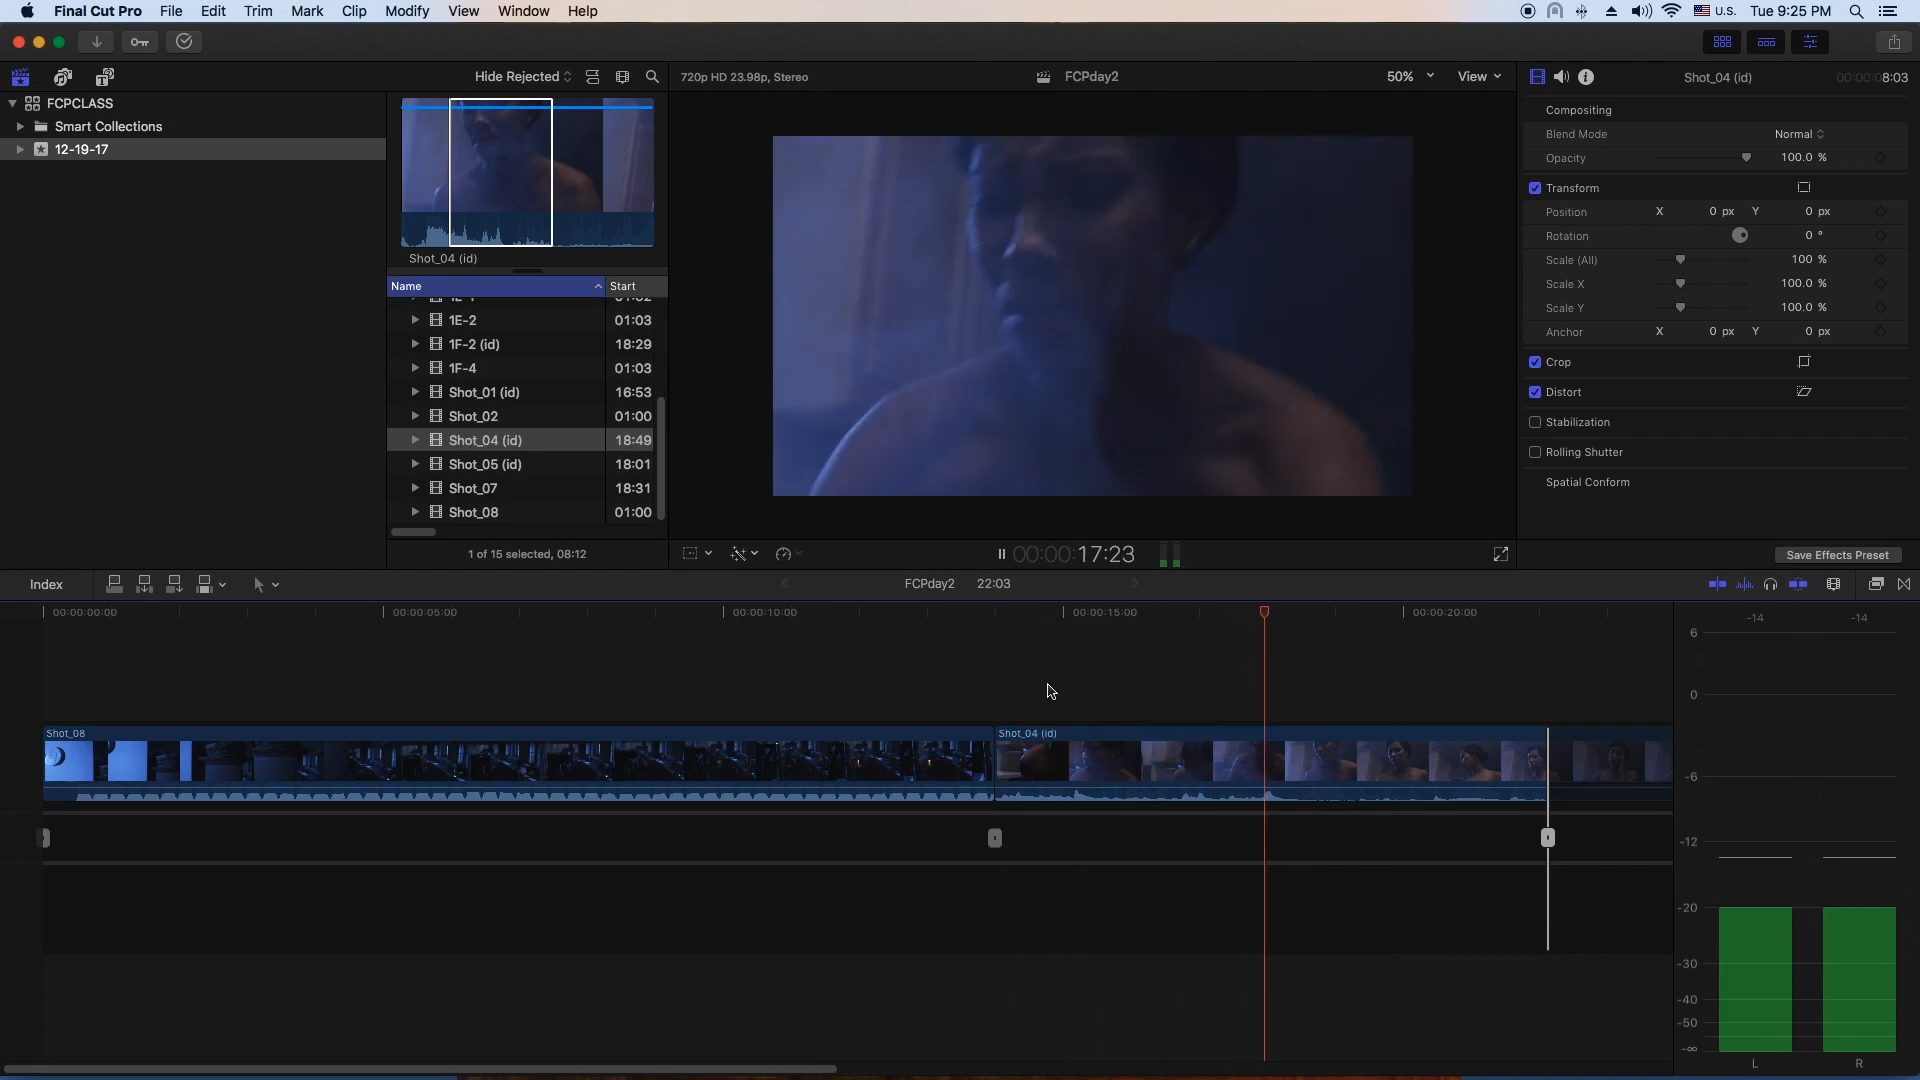 Final Cut Pro File Edit Trim Mark Clip Modify View Window Help U.S. Tue 9:25 PM
Hide Rejected 720p HD 23.98p, Stereo FCPday2 50% View Shot_04 (id) 00:00:08:03
FCPCLASS
Smart Collections
12-19-17
Shot_04 (id)
Name Start
1E-2 01:03
1F-2 (id) 18:29
1F-4 01:03
Shot_01 (id) 16:53
Shot_02 01:00
Shot_04 (id) 18:49
Shot_05 (id) 18:01
Shot_07 18:31
Shot_08 01:00
1 of 15 selected, 08:12
00:00:17:23
Compositing
Blend Mode Normal
Opacity 100.0 %
Transform
Position X 0 px Y 0 px
Rotation 0 °
Scale (All) 100 %
Scale X 100.0 %
Scale Y 100.0 %
Anchor X 0 px Y 0 px
Crop
Distort
Stabilization
Rolling Shutter
Spatial Conform
Save Effects Preset
Index FCPday2 22:03
00:00:00:00 00:00:05:00 00:00:10:00 00:00:15:00 00:00:20:00
Shot_08 Shot_04 (id)
-14 -14
6
0
-6
-12
-20
-30
-40
-50
-∞
L R